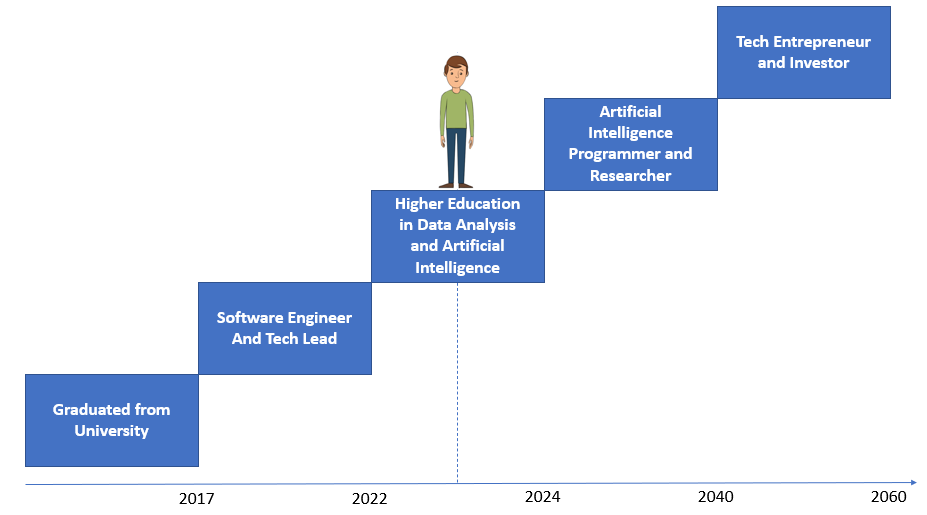 Tech Entrepreneur
and Investor
Artificial
Intelligence
Programmer and
Researcher
Higher Education
in Data Analysis
and Artificial
Intelligence
Software Engineer
And Tech Lead
Graduated from
University
2017
2022
2024
2040
2060